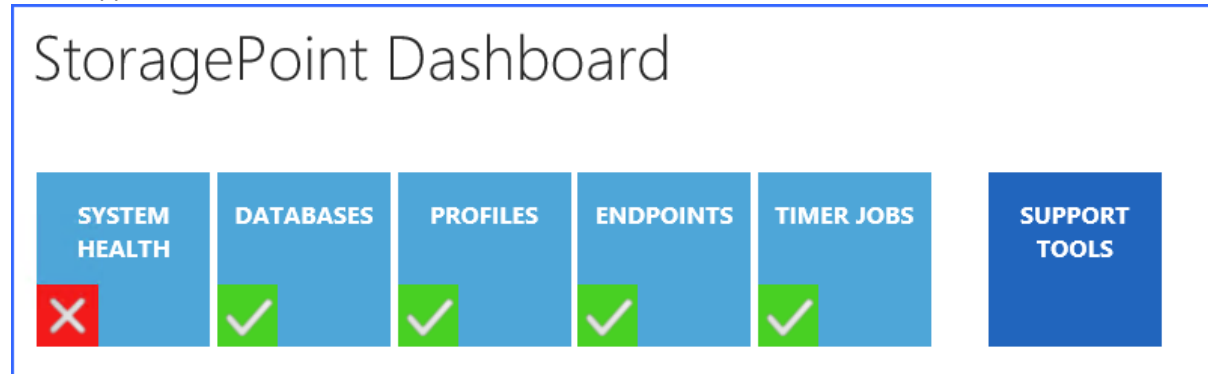 StoragePoint Dashboard
SYSTEM
HEALTH
DATABASES
PROFILES
ENDPOINTS
TIMER JOBS
SUPPORT
TOOLS